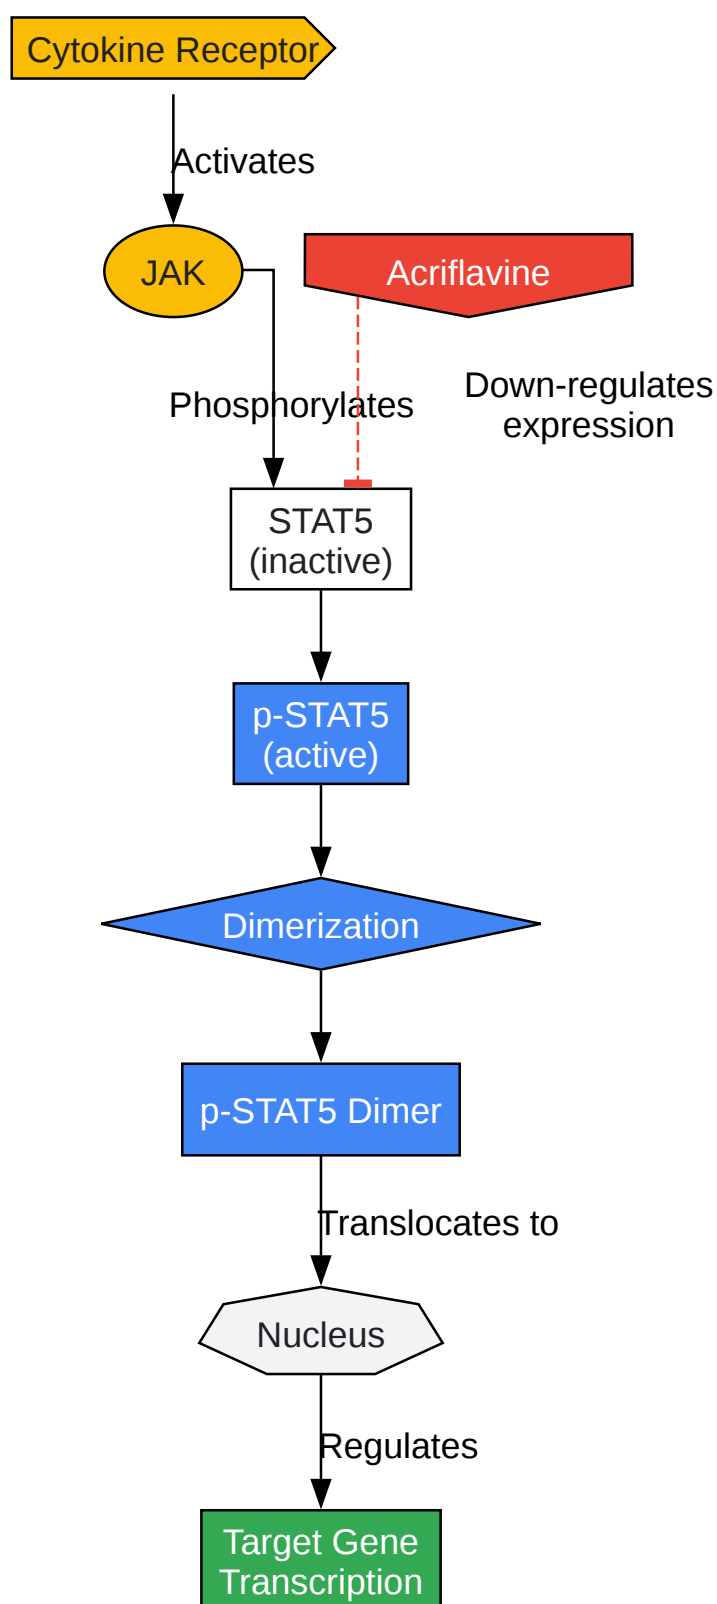 Cytokine Receptor
Activates
JAK
Acriflavine
Phosphorylates
Down-regulates
expression
STAT5
(inactive)
p-STAT5
(active)
Dimerization
p-STAT5 Dimer
Translocates to
Nucleus
Regulates
Target Gene
Transcription